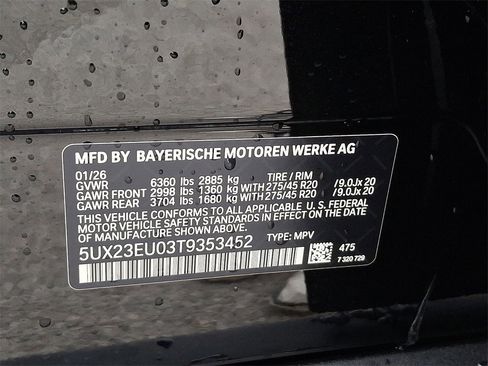 MFD BY BAYERISCHE MOTOREN WERKE AG
01/26 TIRE / RIM
GVWR 6360 lbs 2885 kg
GAWR FRONT 2998 lbs 1360 kg WITH 275/45 R20 /9.0Jx 20
GAWR REAR 3704 lbs 1680 kg WITH 275/45 R20 /9.0Jx 20
THIS VEHICLE CONFORMS TO ALL APPLICABLE U.S. FEDERAL
MOTOR VEHICLE SAFETY STANDARDS IN EFFECT ON THE
DATE OF MANUFACTURE SHOWN ABOVE.
5UX23EU03T9353452 TYPE: MPV
475
7 320 729